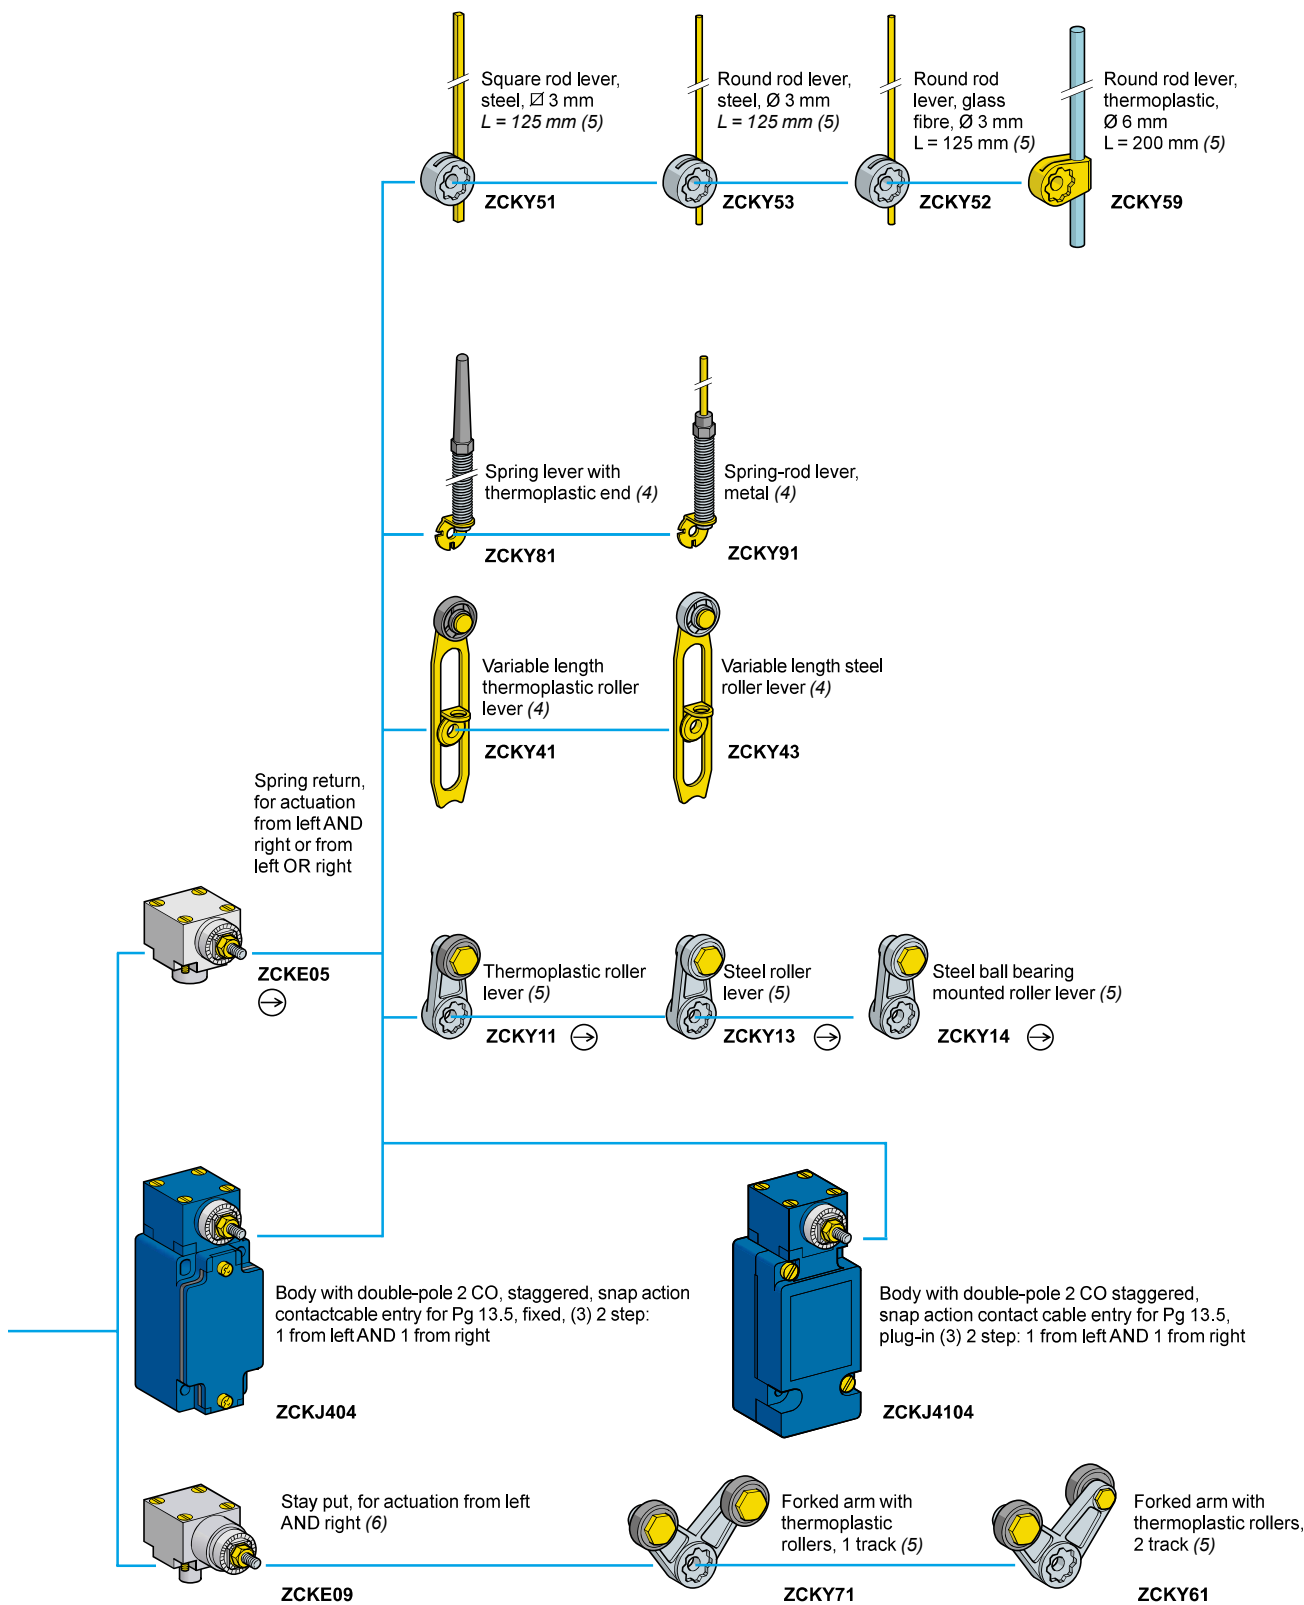 Square rod lever,
steel, ⌀ 3 mm
L = 125 mm (5)
ZCKY51
Round rod lever,
steel, Ø 3 mm
L = 125 mm (5)
ZCKY53
Round rod
lever, glass
fibre, Ø 3 mm
L = 125 mm (5)
ZCKY52
Round rod lever,
thermoplastic,
Ø 6 mm
L = 200 mm (5)
ZCKY59
Spring lever with
thermoplastic end (4)
ZCKY81
Spring-rod lever,
metal (4)
ZCKY91
Variable length
thermoplastic roller
lever (4)
ZCKY41
Variable length steel
roller lever (4)
ZCKY43
Spring return,
for actuation
from left AND
right or from
left OR right
ZCKE05
Thermoplastic roller
lever (5)
ZCKY11
Steel roller
lever (5)
ZCKY13
Steel ball bearing
mounted roller lever (5)
ZCKY14
Body with double-pole 2 CO, staggered, snap action
contactcable entry for Pg 13.5, fixed, (3) 2 step:
1 from left AND 1 from right
ZCKJ404
Body with double-pole 2 CO staggered,
snap action contact cable entry for Pg 13.5,
plug-in (3) 2 step: 1 from left AND 1 from right
ZCKJ4104
Stay put, for actuation from left
AND right (6)
ZCKE09
Forked arm with
thermoplastic
rollers, 1 track (5)
ZCKY71
Forked arm with
thermoplastic rollers,
2 track (5)
ZCKY61